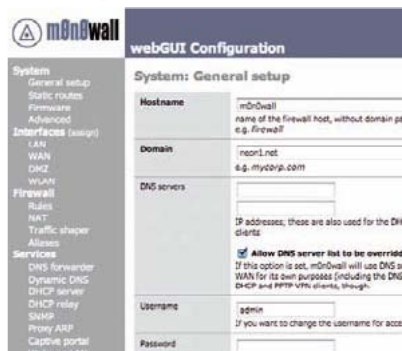 m0n0wall
webGUI Configuration
System
General setup
Static routes
Firmware
Advanced
Interfaces (assign)
LAN
WAN
DMZ
WLAN
Firewall
Rules
NAT
Traffic shaper
Aliases
Services
DNS forwarder
Dynamic DNS
DHCP server
DHCP relay
SNMP
Proxy ARP
Captive portal
System: General setup
Hostname
m0n0wall
name of the firewall host, without domain pa
e.g. firewall
Domain
neon1.net
e.g. mycorp.com
DNS servers
IP addresses; these are also used for the DH
clients
Allow DNS server list to be overridd
If this option is set, m0n0wall will use DNS s
WAN for its own purposes (including the DNS
DHCP and PPTP VPN clients, though.
Username
admin
If you want to change the username for acce
Password